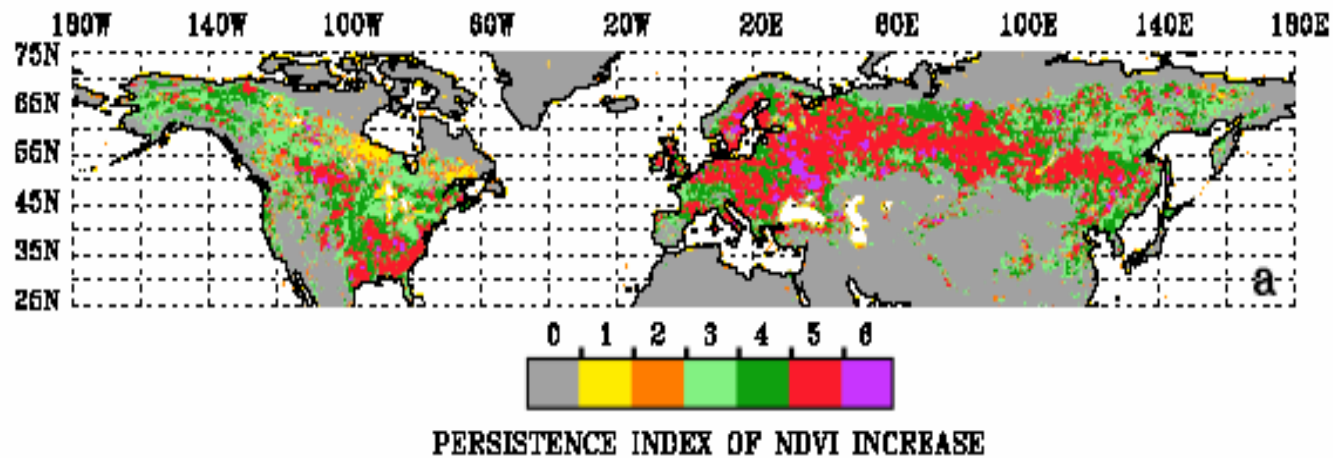 180W 140W 100W 60W 20W 20E 60E 100E 140E 180E
75N
65N
55N
45N
35N
25N
a
0 1 2 3 4 5 6
PERSISTENCE INDEX OF NDVI INCREASE